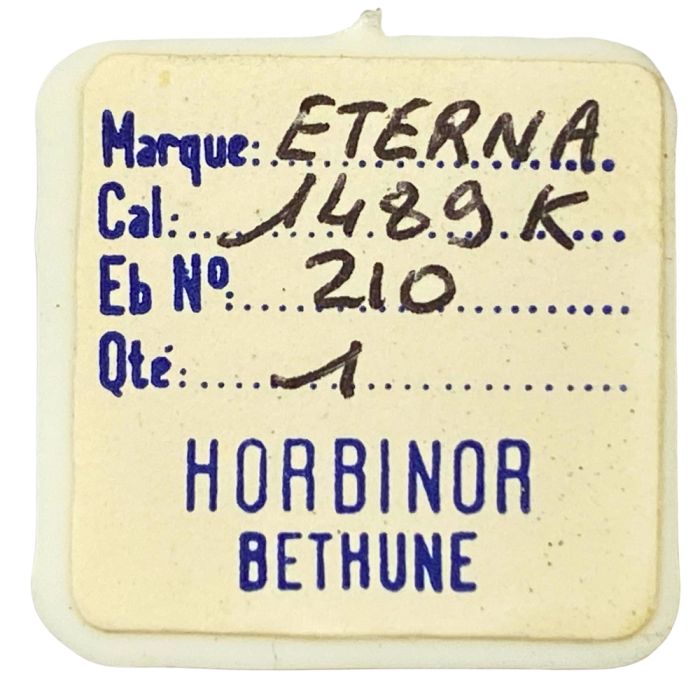 Marque: ETERNA
Cal: 1489 K
Eb Nº: 210
Qté: 1
HORBINOR
BETHUNE